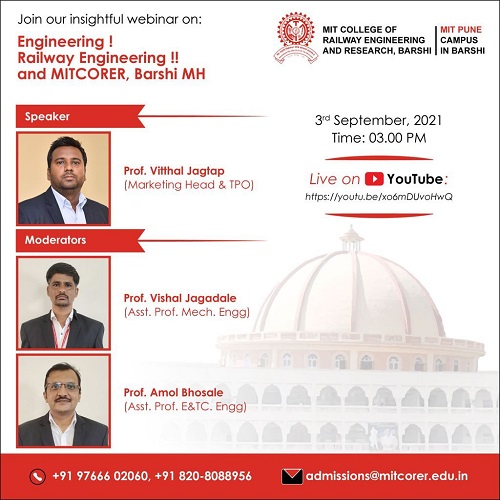 Join our insightful webinar on:
Engineering !
Railway Engineering !!
and MITCORER, Barshi MH
MIT COLLEGE OF
RAILWAY ENGINEERING
AND RESEARCH, BARSHI
MIT PUNE
CAMPUS
IN BARSHI
Speaker
Prof. Vitthal Jagtap
(Marketing Head & TPO)
3rd September, 2021
Time: 03.00 PM
Live on YouTube:
https://youtu.be/xo6mDUvoHwQ
Moderators
Prof. Vishal Jagadale
(Asst. Prof. Mech. Engg)
Prof. Amol Bhosale
(Asst. Prof. E&TC. Engg)
+91 97666 02060, +91 820-8088956
admissions@mitcorer.edu.in